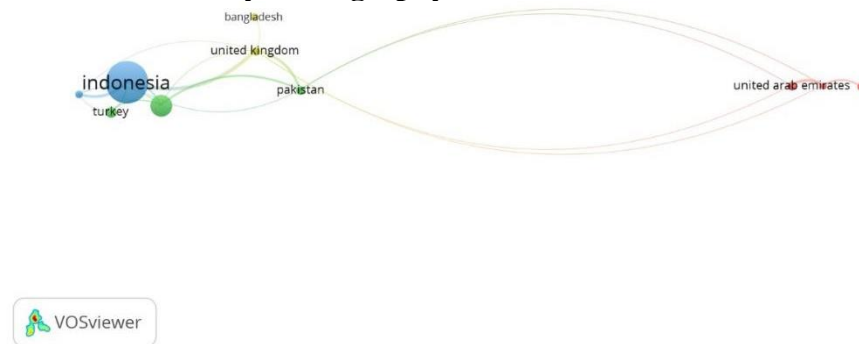 bangladesh
united kingdom
indonesia
pakistan
united arab emirates
turkey
VOSviewer